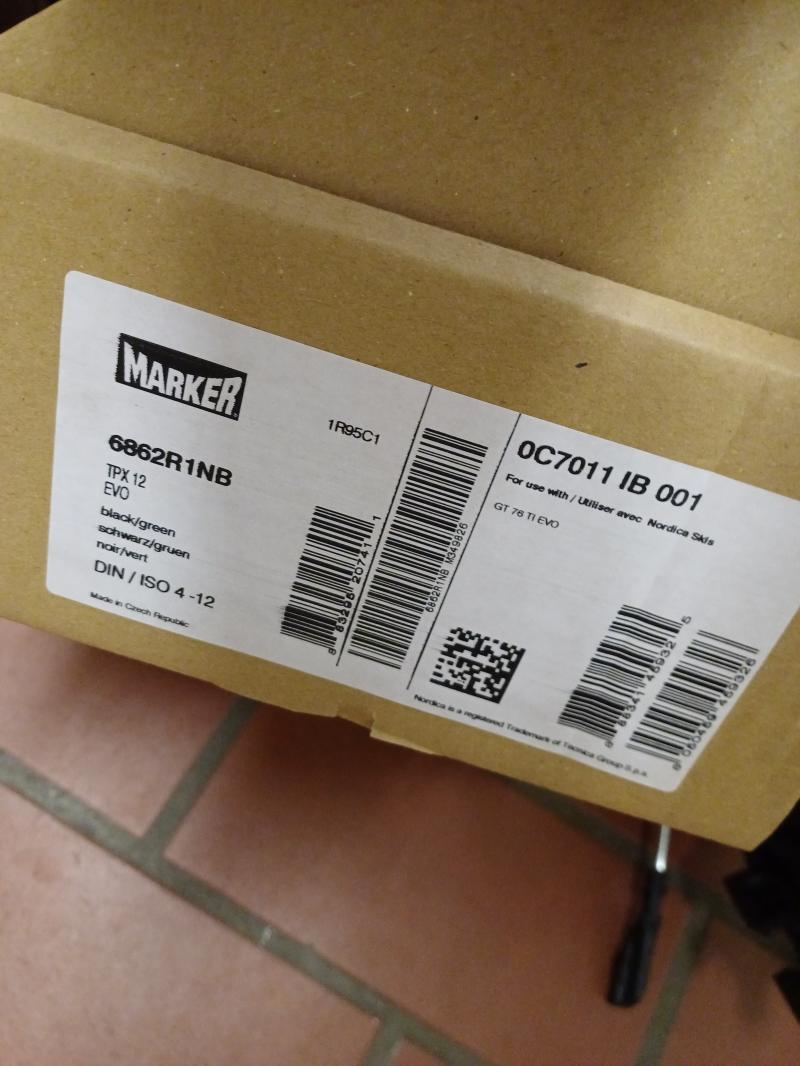 MARKER
1R95C1
6862R1NB
TPX 12
EVO
black/green
schwarz/gruen
noir/vert
DIN / ISO 4 -12
Made in Czech Republic
6862R1NB M349826
0C7011 IB 001
For use with / Utiliser avec Nordica Skis
GT 76 TI EVO
Nordica is a registered Trademark of Tecnica Group S.p.a.